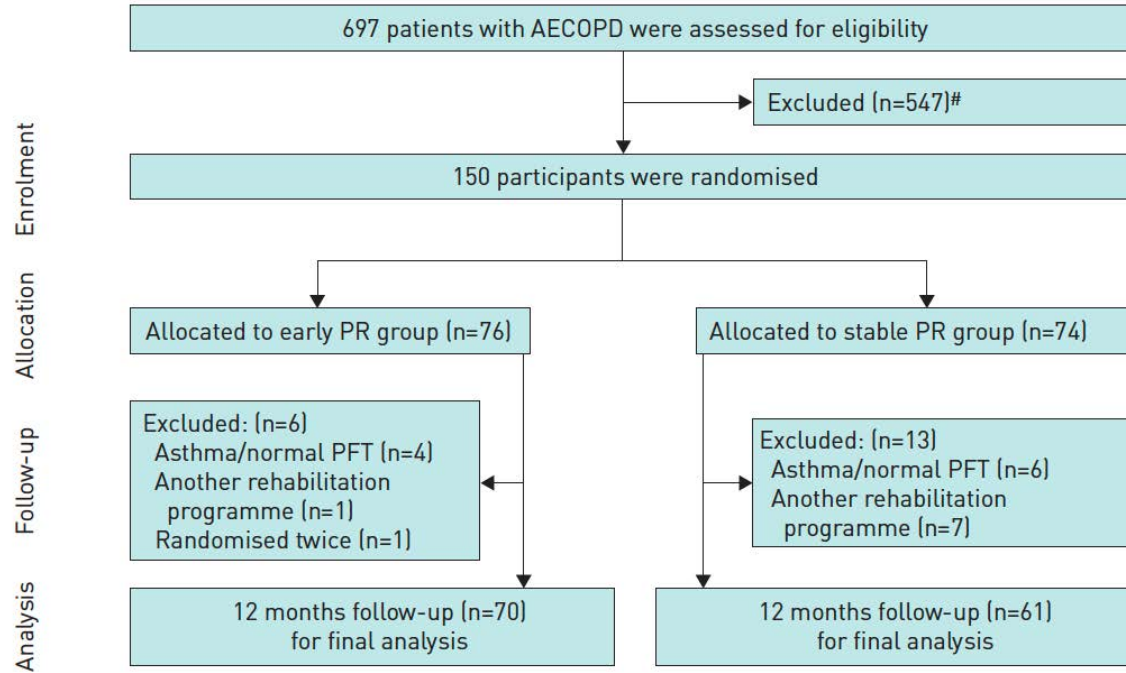 697 patients with AECOPD were assessed for eligibility
Excluded (n=547)#
Enrolment
150 participants were randomised
Allocation
Allocated to early PR group (n=76)
Allocated to stable PR group (n=74)
Follow-up
Excluded: (n=6)
Asthma/normal PFT (n=4)
Another rehabilitation
programme (n=1)
Randomised twice (n=1)
Excluded: (n=13)
Asthma/normal PFT (n=6)
Another rehabilitation
programme (n=7)
Analysis
12 months follow-up (n=70)
for final analysis
12 months follow-up (n=61)
for final analysis